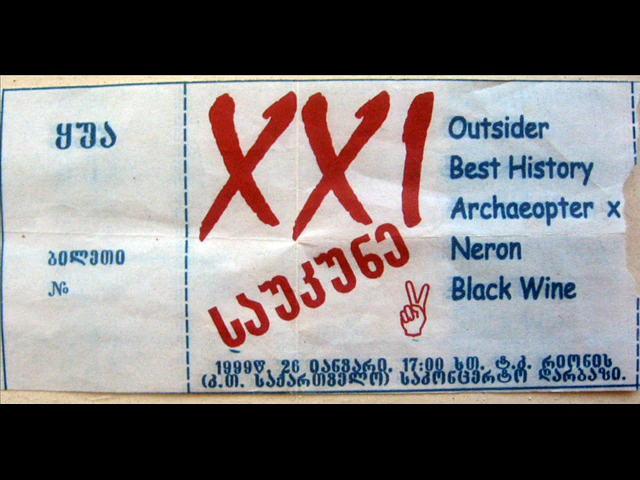 ყუა
ბილეთი
№
XXI
საუკუნე
Outsider
Best History
Archaeopter x
Neron
Black Wine
1999წ 26 იანვარი, 17:00 სთ. ტ.კ. რიონის
(კ.თ. საქართველო) საკონცერტო დარბაზი.